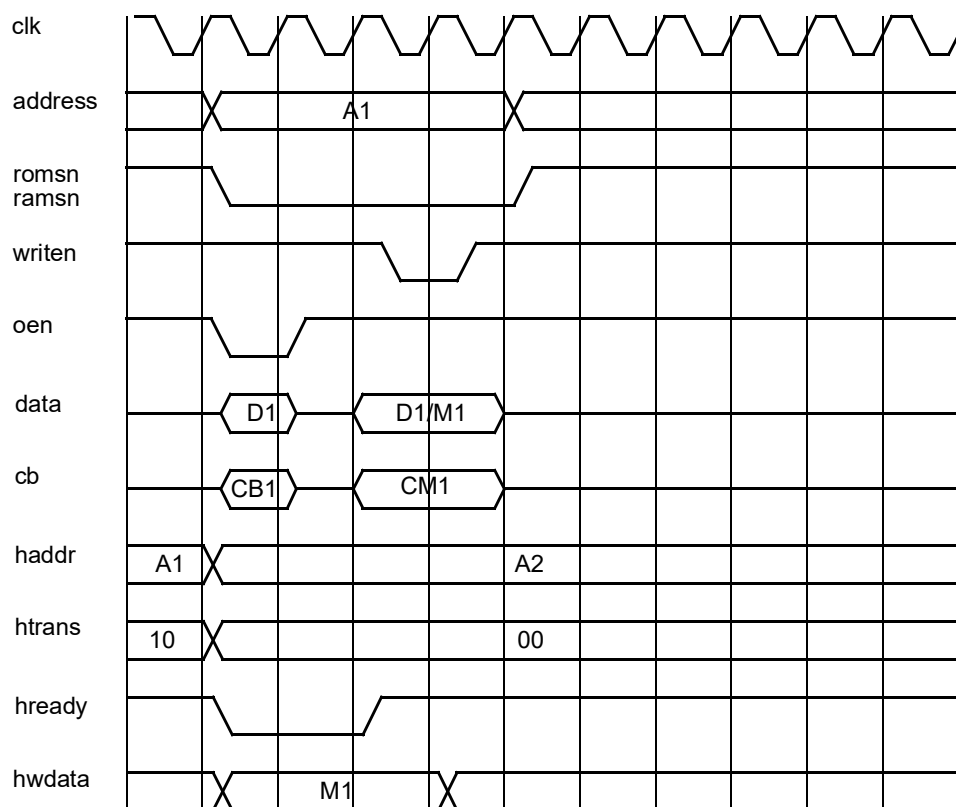 clk
address
A1
romsn
ramsn
writen
oen
data
D1
D1/M1
cb
CB1
CM1
haddr
A1
A2
htrans
10
00
hready
hwdata
M1